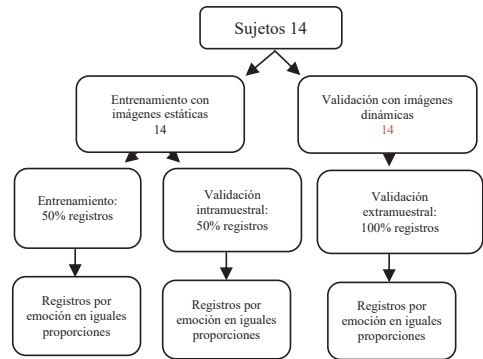 Sujetos 14
Entrenamiento con
imágenes estáticas
14
Validación con imágenes
dinámicas
14
Entrenamiento:
50% registros
Validación
intramuestral:
50% registros
Validación
extramuestral:
100% registros
Registros por
emoción en iguales
proporciones
Registros por
emoción en iguales
proporciones
Registros por
emoción en iguales
proporciones